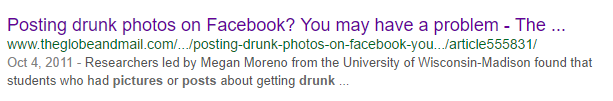 Posting drunk photos on Facebook? You may have a problem - The ...
www.theglobeandmail.com/.../posting-drunk-photos-on-facebook-you.../article555831/
Oct 4, 2011 - Researchers led by Megan Moreno from the University of Wisconsin-Madison found that
students who had pictures or posts about getting drunk ...